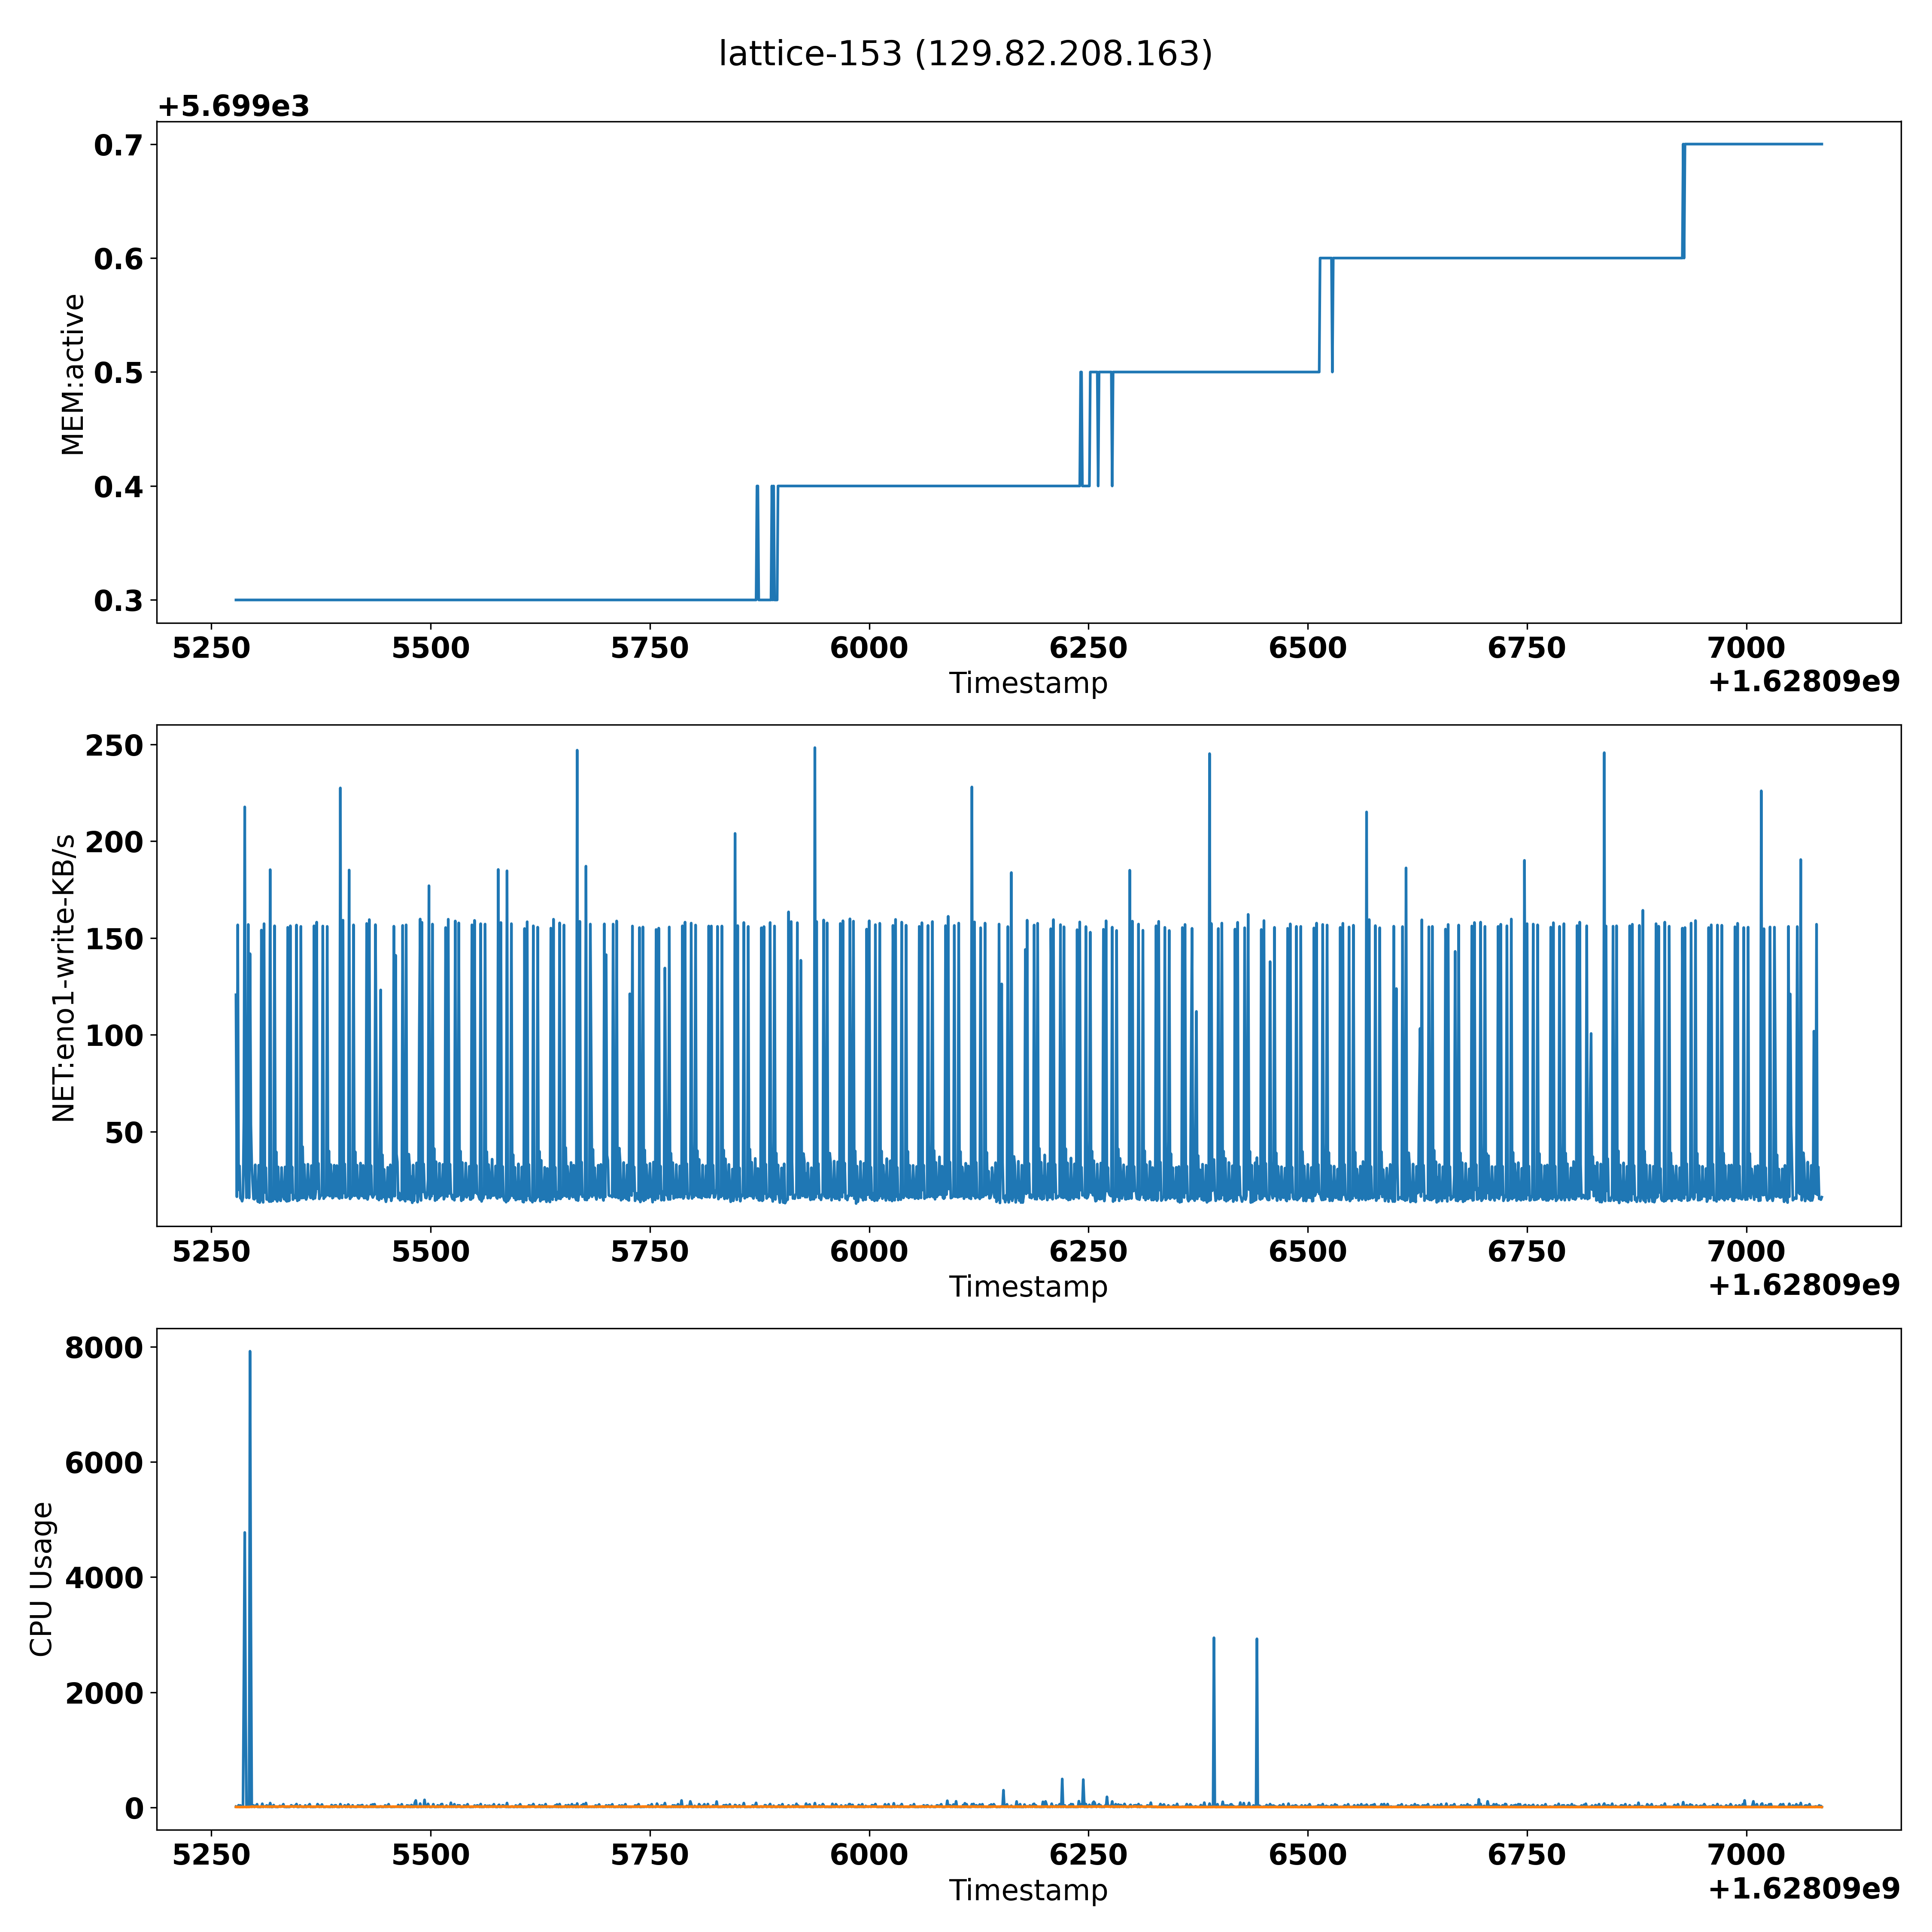 lattice-153 (129.82.208.163)
+5.699e3
0.7
0.6
0.5
0.4
0.3
MEM:active
5250 5500 5750 6000 6250 6500 6750 7000
Timestamp
+1.62809e9
250
200
150
100
50
NET:eno1-write-KB/s
5250 5500 5750 6000 6250 6500 6750 7000
Timestamp
+1.62809e9
8000
6000
4000
2000
0
CPU Usage
5250 5500 5750 6000 6250 6500 6750 7000
Timestamp
+1.62809e9